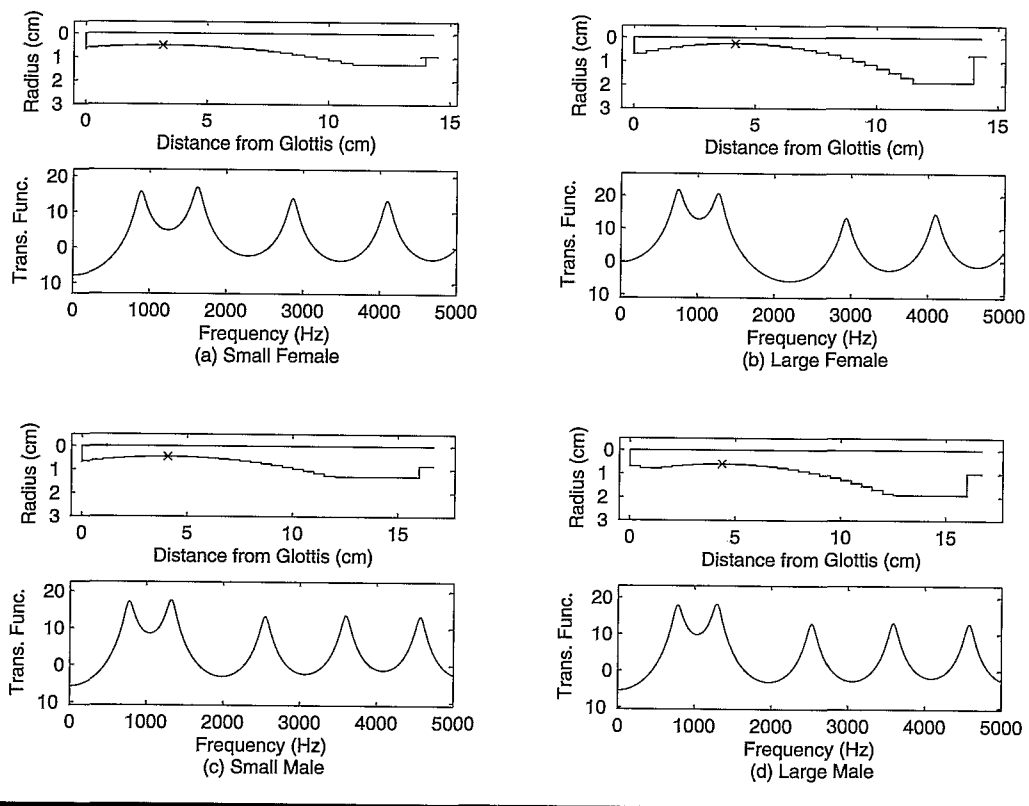 Radius (cm)
0
1
2
3
0 5 10 15
Distance from Glottis (cm)
Trans. Func.
20
10
0
10
0 1000 2000 3000 4000 5000
Frequency (Hz)
(a) Small Female
Radius (cm)
0
1
2
3
0 5 10 15
Distance from Glottis (cm)
Trans. Func.
20
10
0
10
0 1000 2000 3000 4000 5000
Frequency (Hz)
(b) Large Female
Radius (cm)
0
1
2
3
0 5 10 15
Distance from Glottis (cm)
Trans. Func.
20
10
0
10
0 1000 2000 3000 4000 5000
Frequency (Hz)
(c) Small Male
Radius (cm)
0
1
2
3
0 5 10 15
Distance from Glottis (cm)
Trans. Func.
20
10
0
10
0 1000 2000 3000 4000 5000
Frequency (Hz)
(d) Large Male